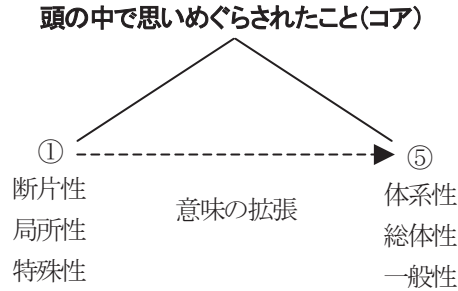 頭の中で思いめぐらされたこと(コア)
① ⑤
断片性
局所性
特殊性
意味の拡張
体系性
総体性
一般性